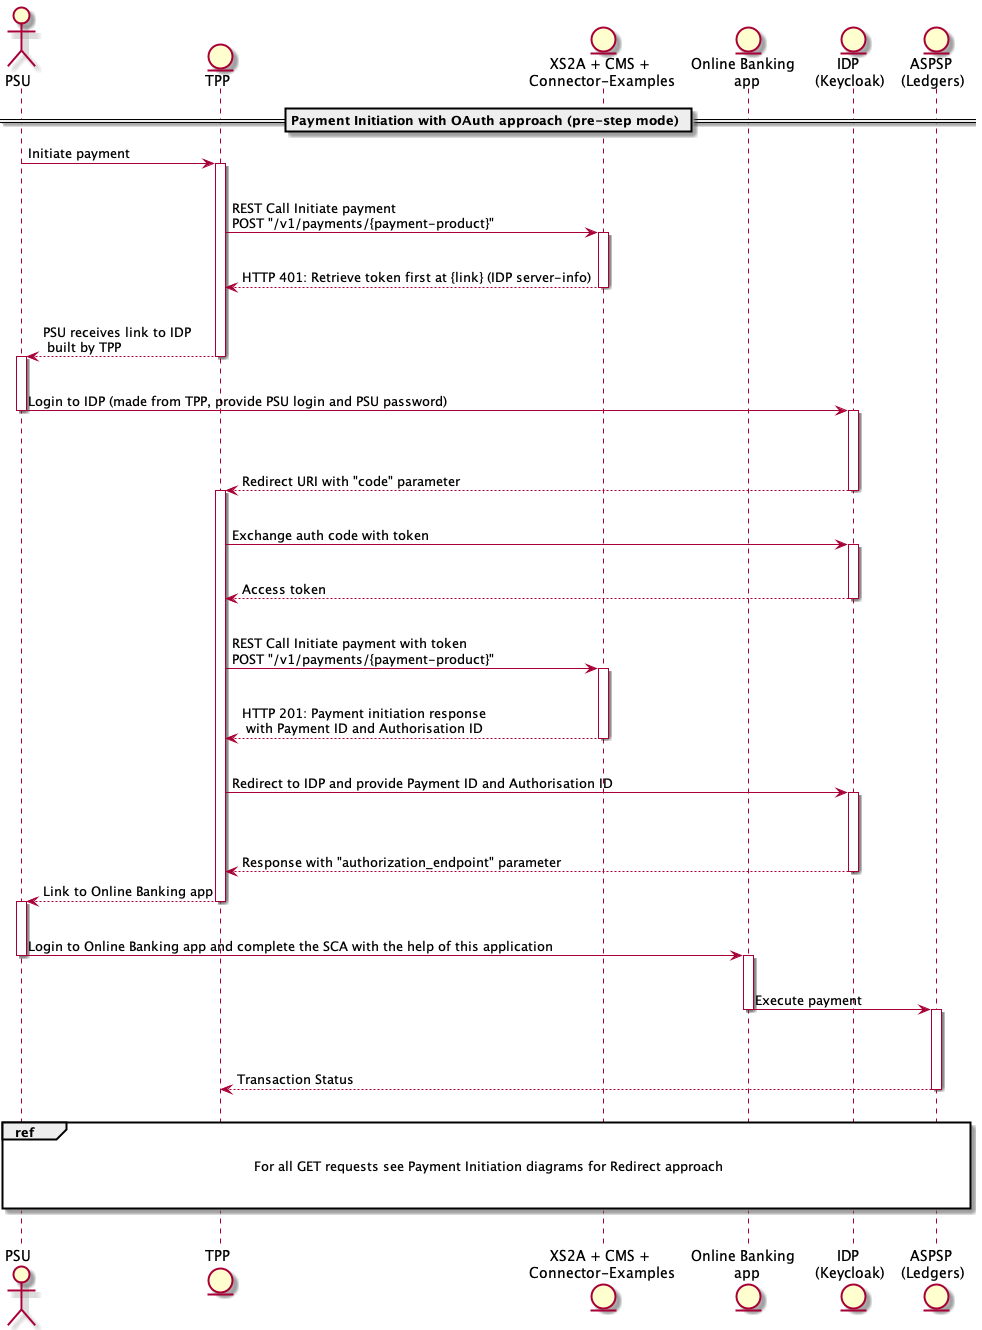 PSU
TPP
XS2A + CMS +
Connector-Examples
Online Banking
app
IDP
(Keycloak)
ASPSP
(Ledgers)
Payment Initiation with OAuth approach (pre-step mode)
Initiate payment
REST Call Initiate payment
POST "/v1/payments/{payment-product}"
HTTP 401: Retrieve token first at {link} (IDP server-info)
PSU receives link to IDP
built by TPP
Login to IDP (made from TPP, provide PSU login and PSU password)
Redirect URI with "code" parameter
Exchange auth code with token
Access token
REST Call Initiate payment with token
POST "/v1/payments/{payment-product}"
HTTP 201: Payment initiation response
with Payment ID and Authorisation ID
Redirect to IDP and provide Payment ID and Authorisation ID
Response with "authorization_endpoint" parameter
Link to Online Banking app
Login to Online Banking app and complete the SCA with the help of this application
Execute payment
Transaction Status
ref
For all GET requests see Payment Initiation diagrams for Redirect approach
PSU
TPP
XS2A + CMS +
Connector-Examples
Online Banking
app
IDP
(Keycloak)
ASPSP
(Ledgers)